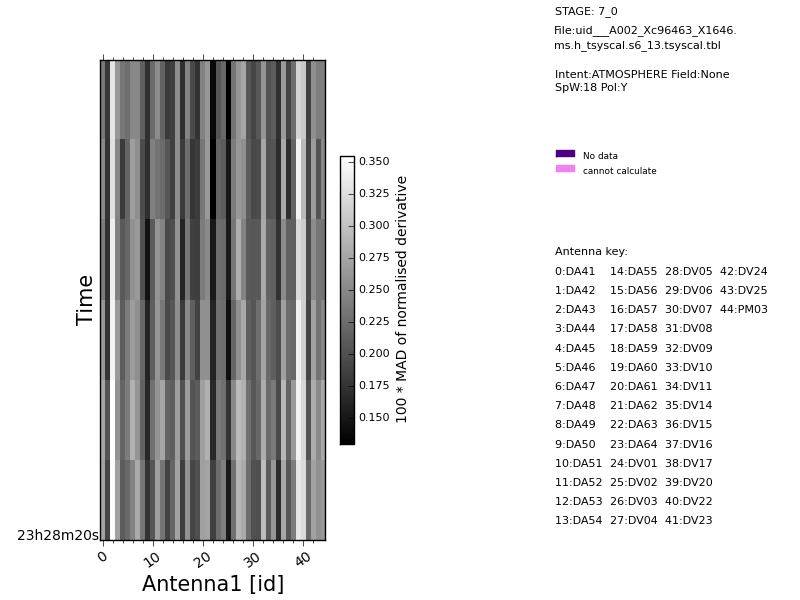 STAGE: 7_0
File:uid___A002_Xc96463_X1646.
ms.h_tsyscal.s6_13.tsyscal.tbl
Intent:ATMOSPHERE Field:None
SpW:18 Pol:Y
No data
cannot calculate
0.350
0.325
0.300
0.275
0.250
0.225
0.200
0.175
0.150
100 * MAD of normalised derivative
Time
23h28m20s
0 10 20 30 40
Antenna1 [id]
Antenna key:
0:DA41 14:DA55 28:DV05 42:DV24
1:DA42 15:DA56 29:DV06 43:DV25
2:DA43 16:DA57 30:DV07 44:PM03
3:DA44 17:DA58 31:DV08
4:DA45 18:DA59 32:DV09
5:DA46 19:DA60 33:DV10
6:DA47 20:DA61 34:DV11
7:DA48 21:DA62 35:DV14
8:DA49 22:DA63 36:DV15
9:DA50 23:DA64 37:DV16
10:DA51 24:DV01 38:DV17
11:DA52 25:DV02 39:DV20
12:DA53 26:DV03 40:DV22
13:DA54 27:DV04 41:DV23